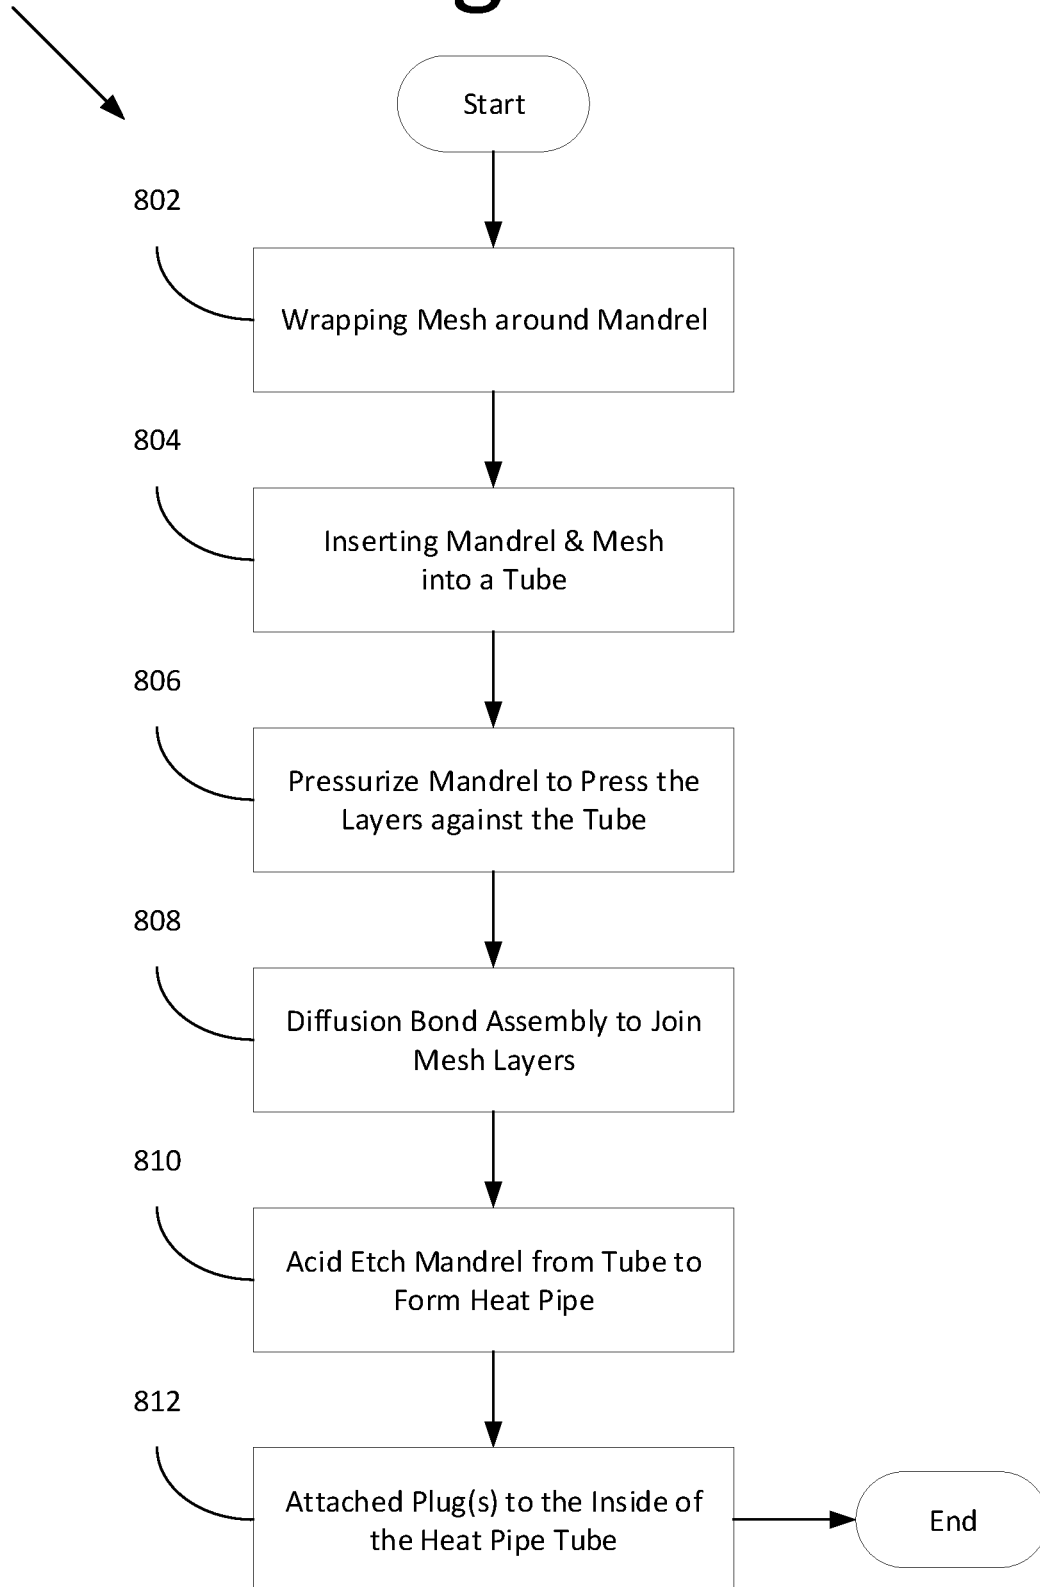 Start
802
Wrapping Mesh around Mandrel
804
Inserting Mandrel & Mesh
into a Tube
806
Pressurize Mandrel to Press the
Layers against the Tube
808
Diffusion Bond Assembly to Join
Mesh Layers
810
Acid Etch Mandrel from Tube to
Form Heat Pipe
812
Attached Plug(s) to the Inside of
the Heat Pipe Tube
End